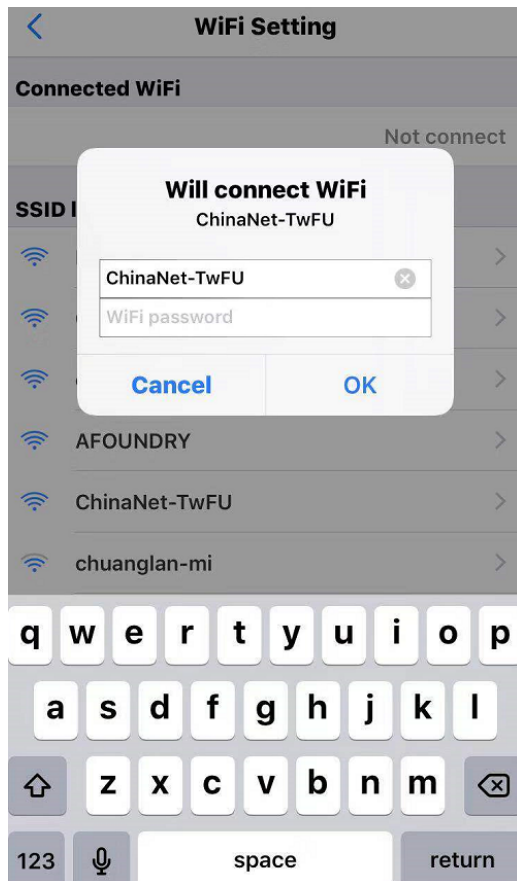 WiFi Setting
Connected WiFi
Not connect
Will connect WiFi
ChinaNet-TwFU
SSID
ChinaNet-TwFU
WiFi password
Cancel
OK
AFOUNDRY
ChinaNet-TwFU
chuanglan-mi
q w e r t y u i o p
a s d f g h j k l
z x c v b n m
123
space
return